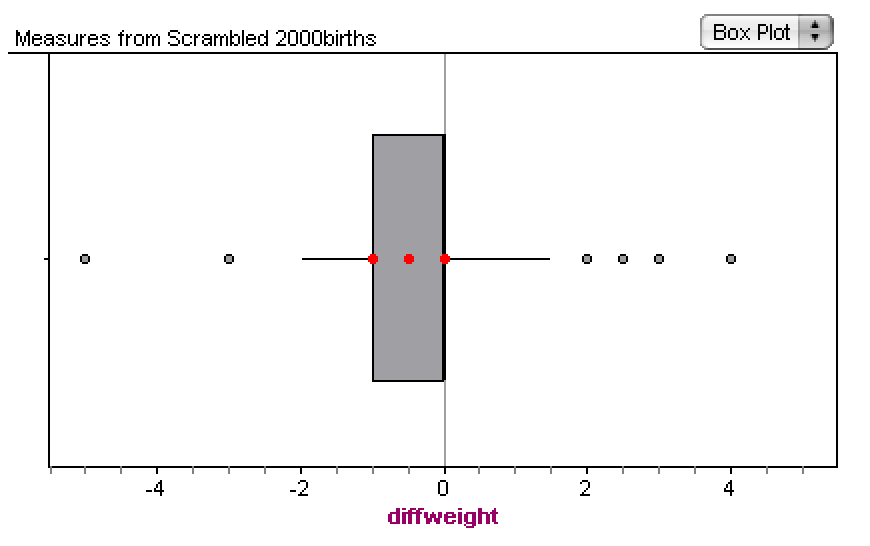 Measures from Scrambled 2000births
Box Plot
-4 -2 0 2 4
diffweight